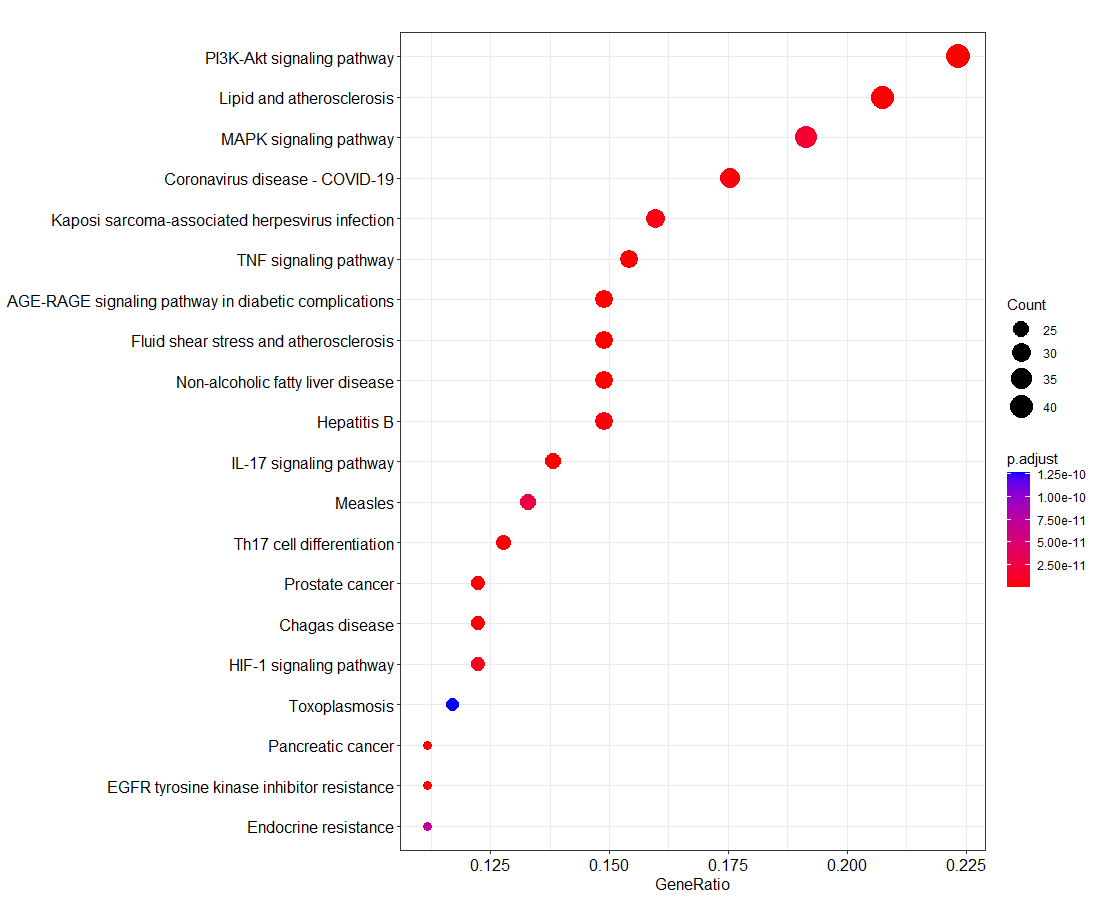 PI3K-Akt signaling pathway
Lipid and atherosclerosis
MAPK signaling pathway
Coronavirus disease - COVID-19
Kaposi sarcoma-associated herpesvirus infection
TNF signaling pathway
AGE-RAGE signaling pathway in diabetic complications
Fluid shear stress and atherosclerosis
Non-alcoholic fatty liver disease
Hepatitis B
IL-17 signaling pathway
Measles
Th17 cell differentiation
Prostate cancer
Chagas disease
HIF-1 signaling pathway
Toxoplasmosis
Pancreatic cancer
EGFR tyrosine kinase inhibitor resistance
Endocrine resistance
0.125 0.150 0.175 0.200 0.225
GeneRatio
Count
25
30
35
40
p.adjust
1.25e-10
1.00e-10
7.50e-11
5.00e-11
2.50e-11